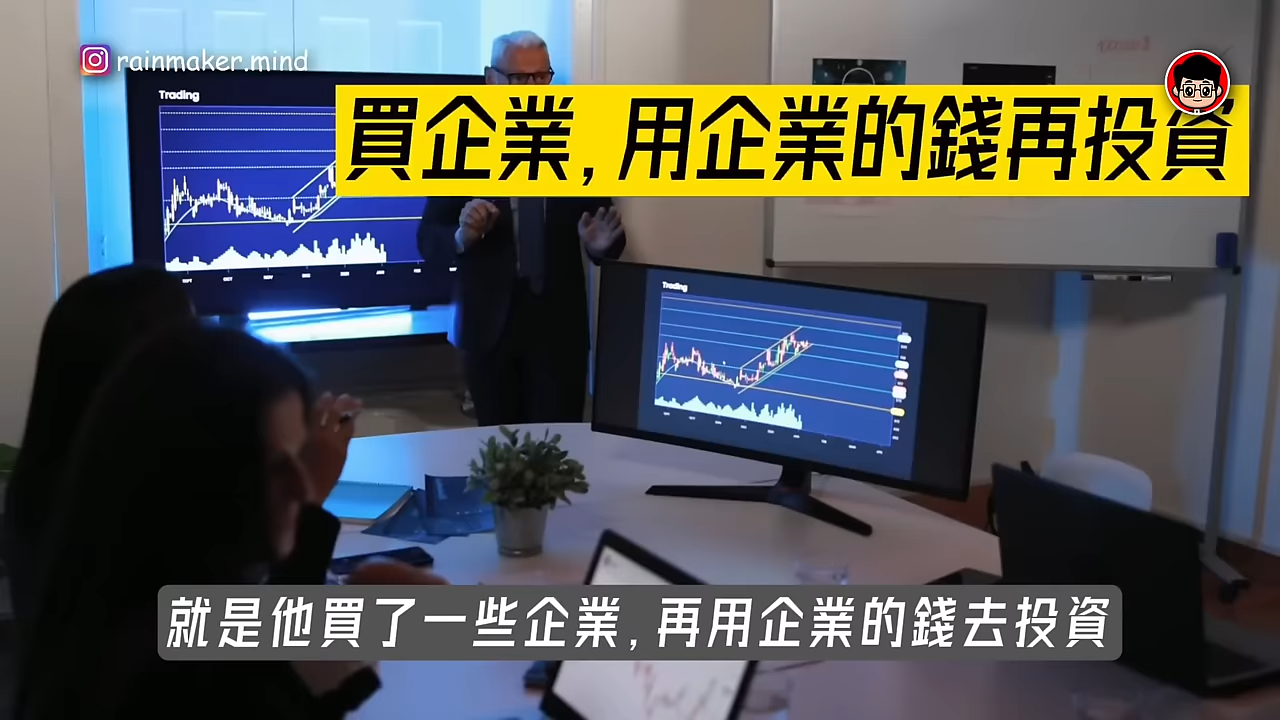 rainmaker.mind
Trading
買企業,用企業的錢再投資
Trading
就是他買了一些企業,再用企業的錢去投資